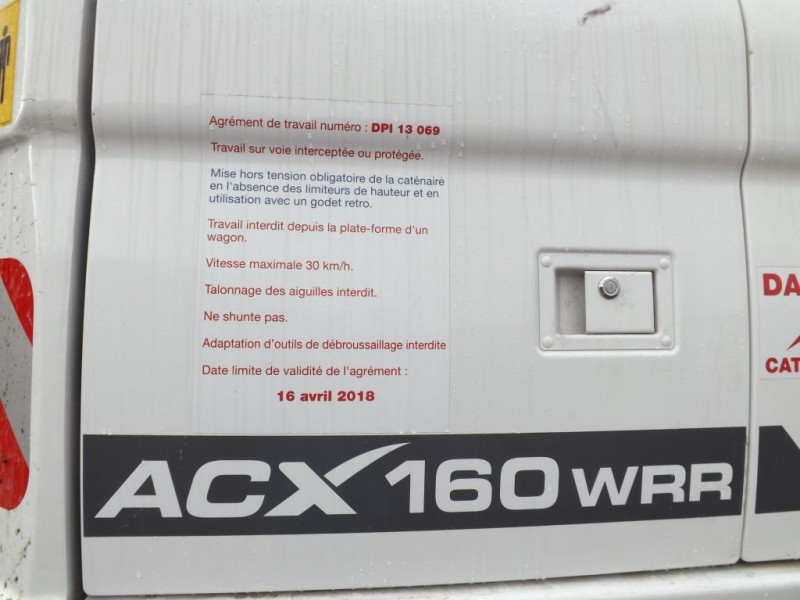 Agrément de travail numéro : DPI 13 069
Travail sur voie interceptée ou protégée.
Mise hors tension obligatoire de la caténaire
en l'absence des limiteurs de hauteur et en
utilisation avec un godet retro.
Travail interdit depuis la plate-forme d'un
wagon.
Vitesse maximale 30 km/h.
Talonnage des aiguilles interdit.
Ne shunte pas.
Adaptation d'outils de débroussaillage interdite
Date limite de validité de l'agrément :
16 avril 2018
ACX 160 WRR
DA
CAT